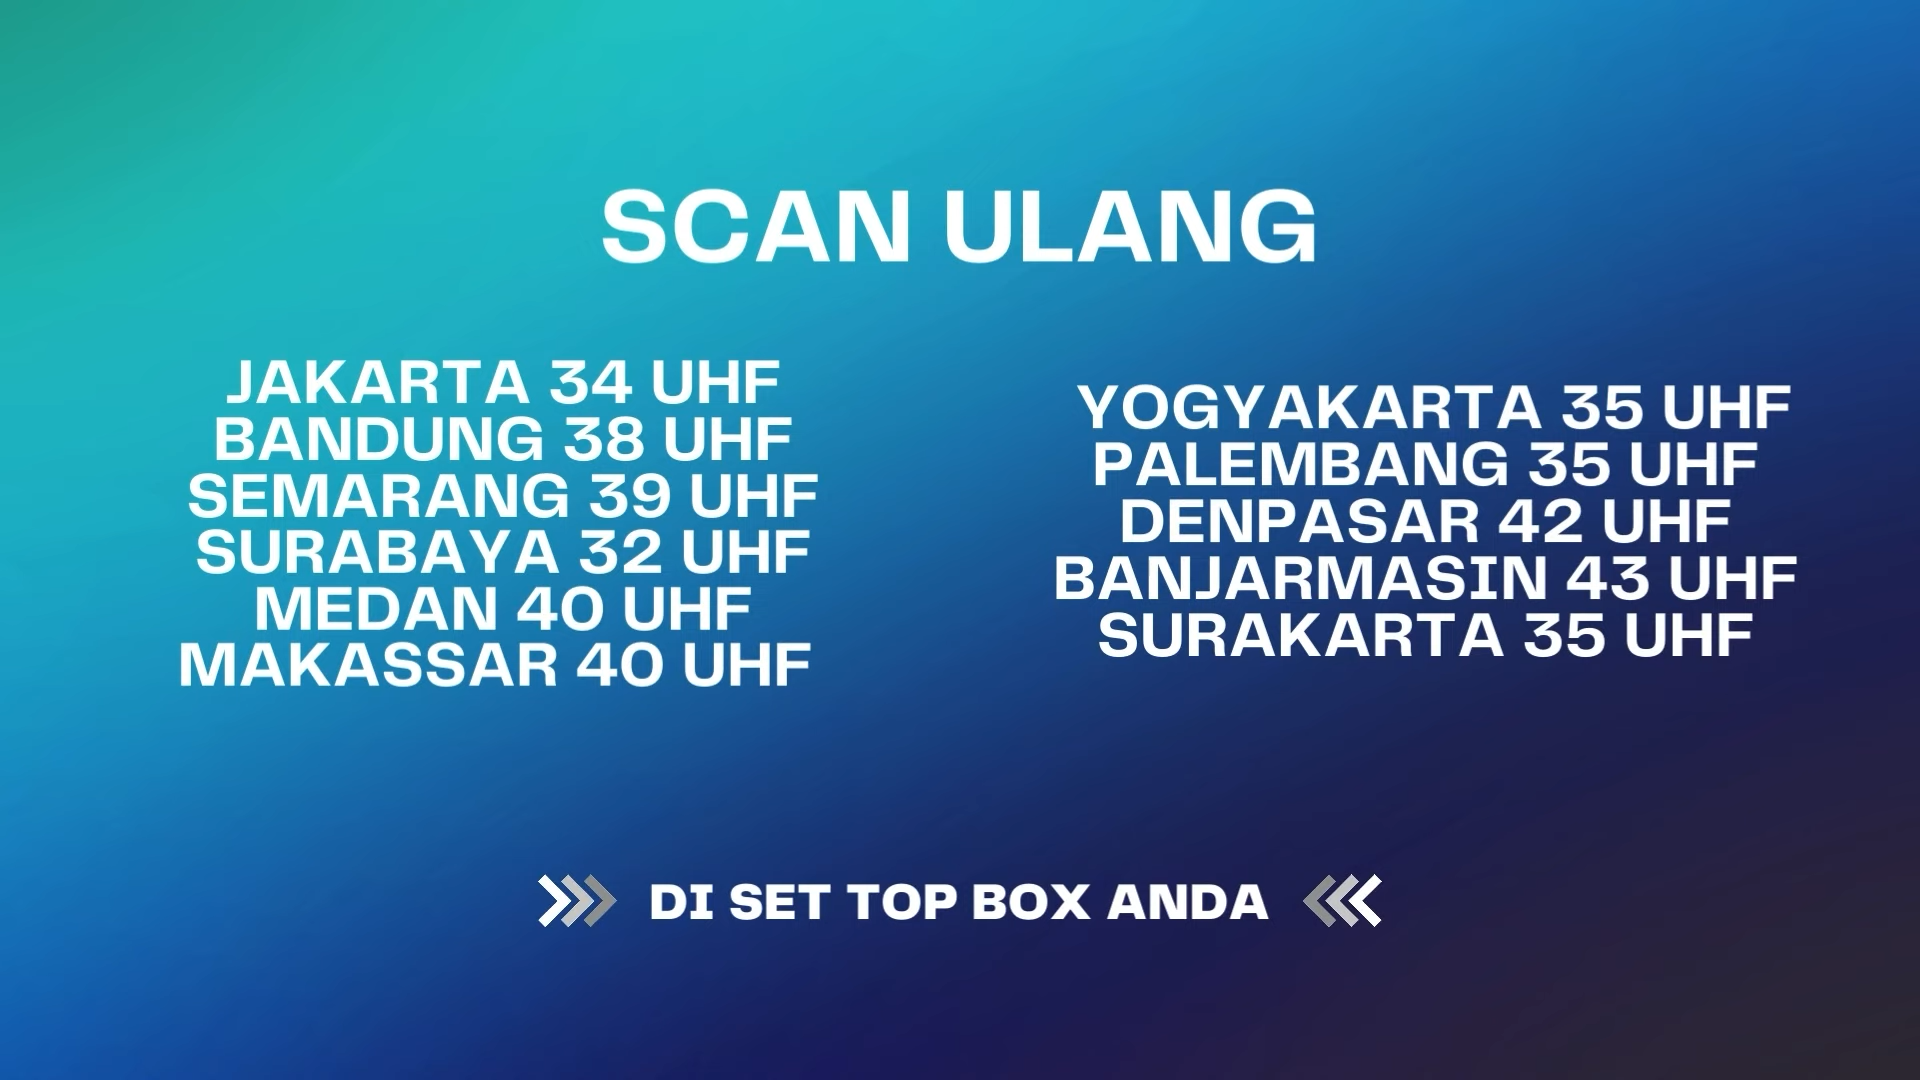 SCAN ULANG
JAKARTA 34 UHF
BANDUNG 38 UHF
SEMARANG 39 UHF
SURABAYA 32 UHF
MEDAN 40 UHF
MAKASSAR 40 UHF
YOGYAKARTA 35 UHF
PALEMBANG 35 UHF
DENPASAR 42 UHF
BANJARMASIN 43 UHF
SURAKARTA 35 UHF
DI SET TOP BOX ANDA